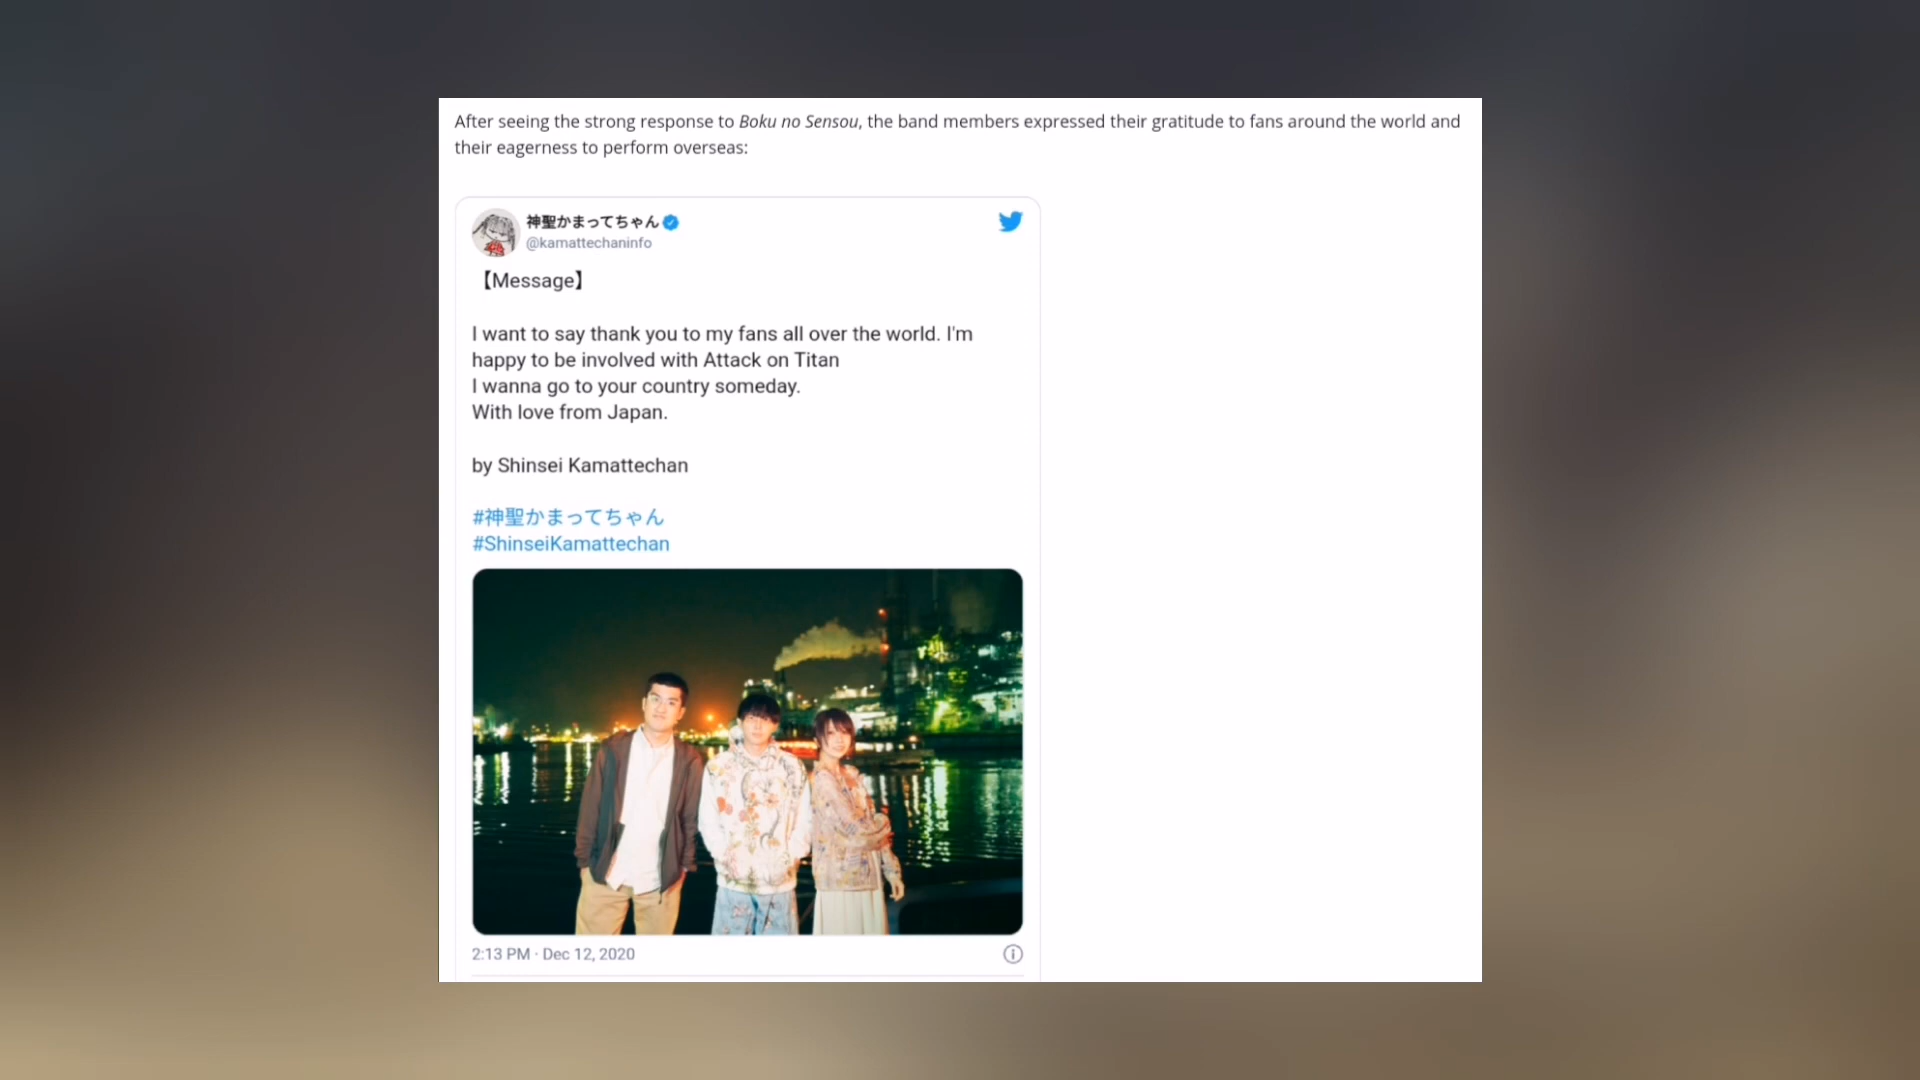 After seeing the strong response to Boku no Sensou, the band members expressed their gratitude to fans around the world and
their eagerness to perform overseas:
神聖かまってちゃん
@kamattechaninfo
【Message】
I want to say thank you to my fans all over the world. I'm
happy to be involved with Attack on Titan
I wanna go to your country someday.
With love from Japan.
by Shinsei Kamattechan
#神聖かまってちゃん
#ShinseiKamattechan
2:13 PM · Dec 12, 2020